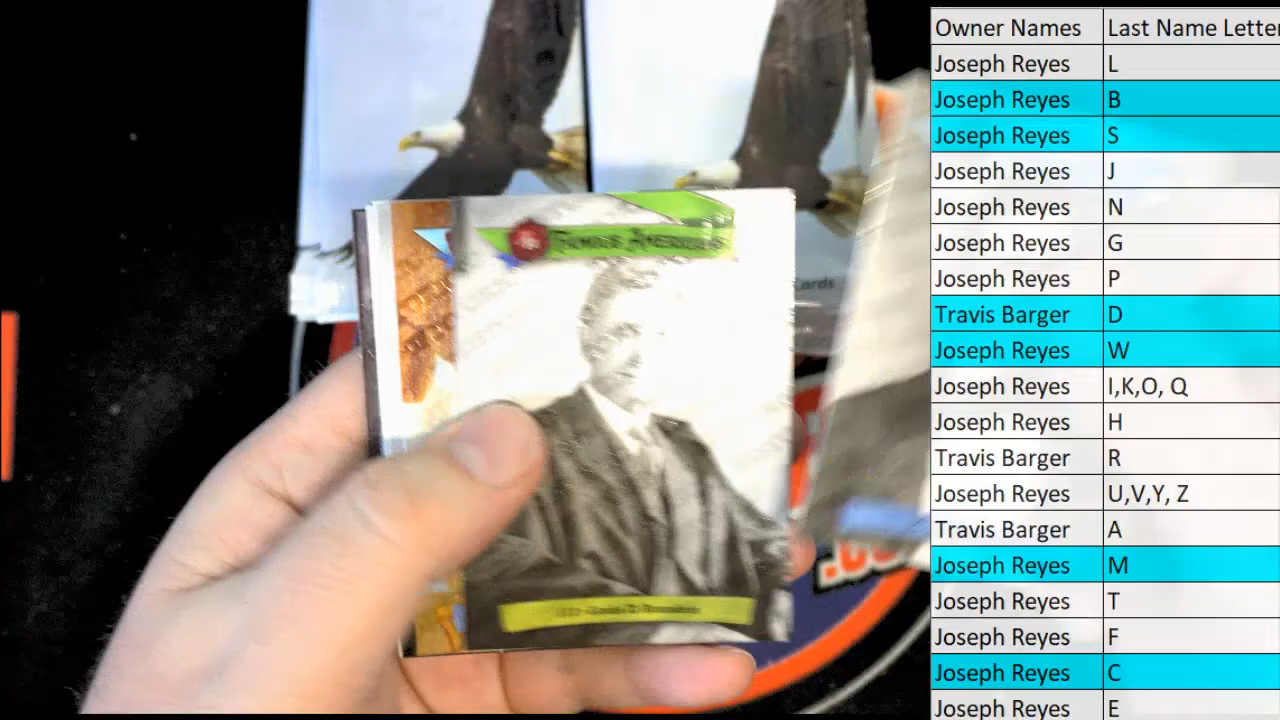 Famous Americans
Cards
Owner Names Last Name Letter
Joseph Reyes L
Joseph Reyes B
Joseph Reyes S
Joseph Reyes J
Joseph Reyes N
Joseph Reyes G
Joseph Reyes P
Travis Barger D
Joseph Reyes W
Joseph Reyes I,K,O, Q
Joseph Reyes H
Travis Barger R
Joseph Reyes U,V,Y, Z
Travis Barger A
Joseph Reyes M
Joseph Reyes T
Joseph Reyes F
Joseph Reyes C
Joseph Reyes E